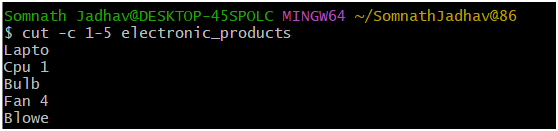 Somnath Jadhav@DESKTOP-45SPOLC MINGW64 ~/SomnathJadhav@86
$ cut -c 1-5 electronic_products
Lapto
Cpu 1
Bulb
Fan 4
Blowe